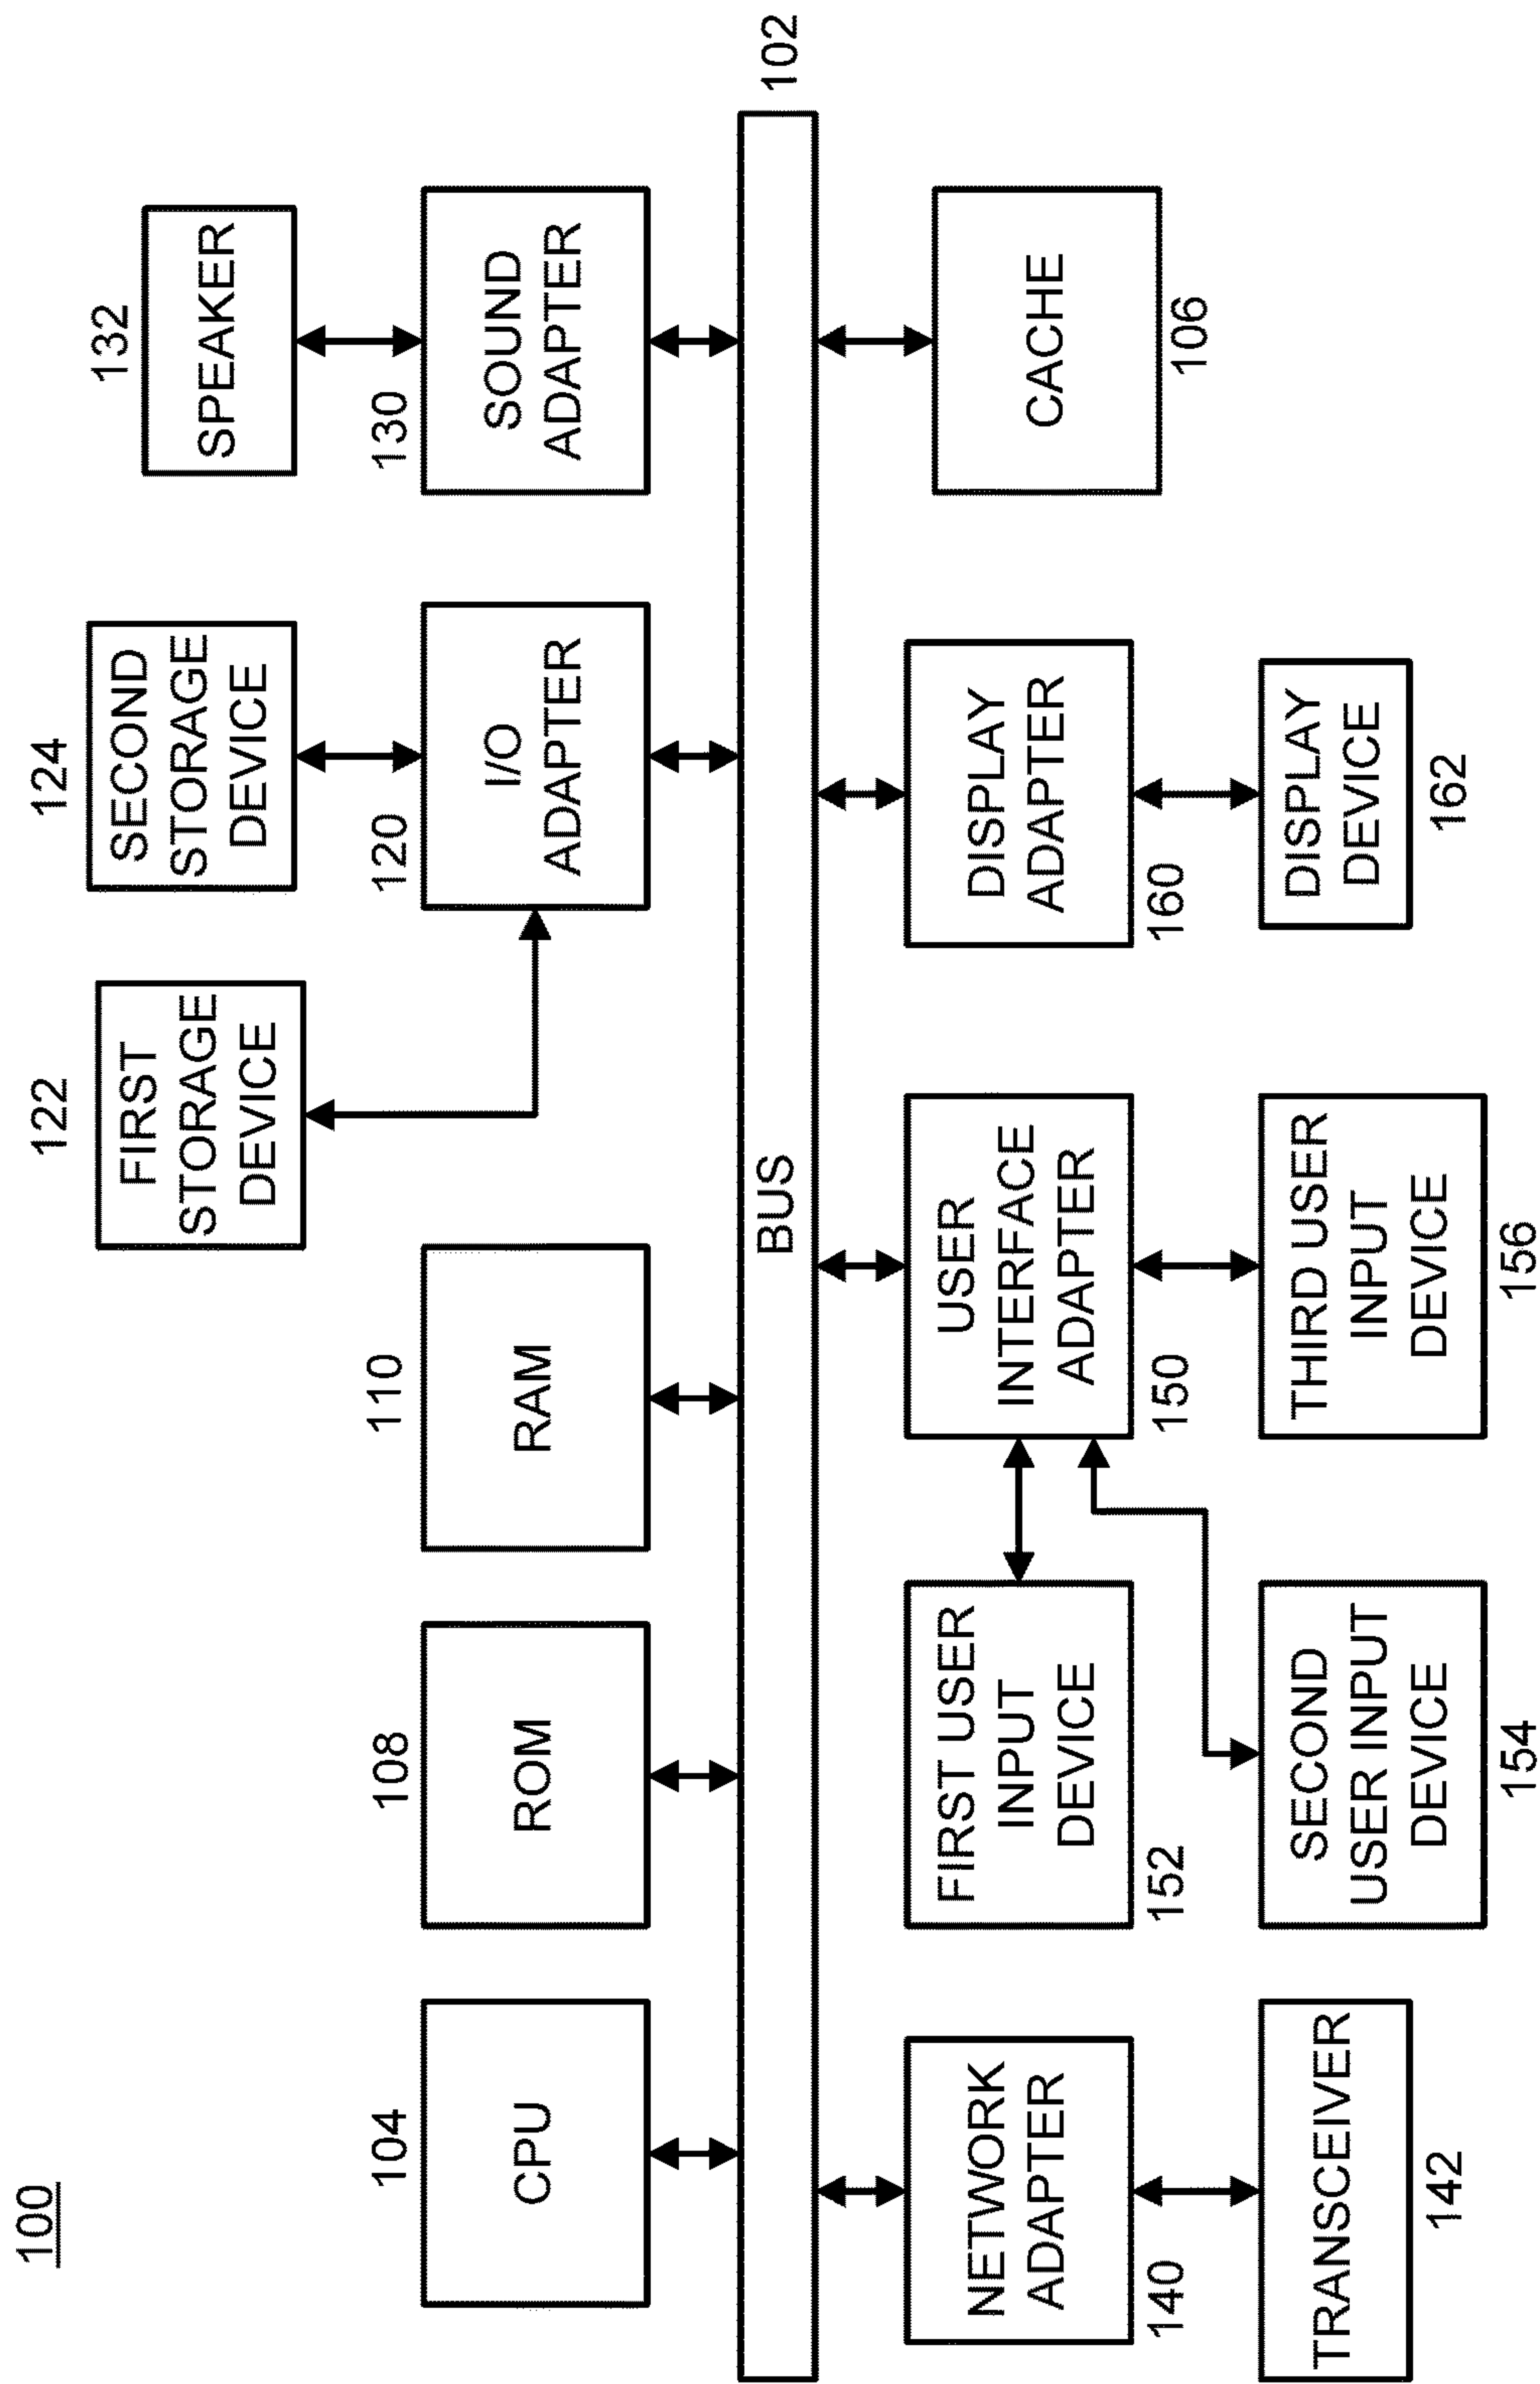 100
122
124
132
FIRST
STORAGE
DEVICE
SECOND
STORAGE
DEVICE
SPEAKER
104
108
110
120
130
CPU
ROM
RAM
I/O
ADAPTER
SOUND
ADAPTER
BUS
102
NETWORK
ADAPTER
FIRST USER
INPUT
DEVICE
USER
INTERFACE
ADAPTER
DISPLAY
ADAPTER
CACHE
140
152
150
160
106
TRANSCEIVER
SECOND
USER INPUT
DEVICE
THIRD USER
INPUT
DEVICE
DISPLAY
DEVICE
142
154
156
162